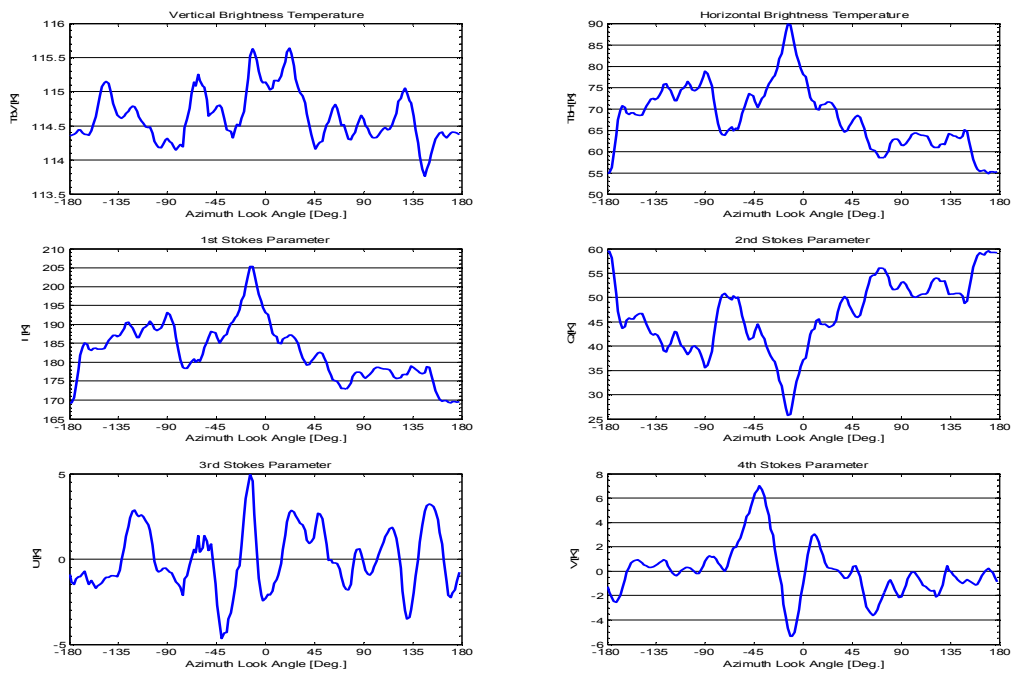 Vertical Brightness Temperature
116
115.5
115
114.5
114
113.5
TbV[K]
-180 -135 -90 -45 0 45 90 135 180
Azimuth Look Angle [Deg.]
Horizontal Brightness Temperature
90
85
80
75
70
65
60
55
50
TbH[K]
-180 -135 -90 -45 0 45 90 135 180
Azimuth Look Angle [Deg.]
1st Stokes Parameter
210
205
200
195
190
185
180
175
170
165
I [K]
-180 -135 -90 -45 0 45 90 135 180
Azimuth Look Angle [Deg.]
2nd Stokes Parameter
60
55
50
45
40
35
30
25
Q[K]
-180 -135 -90 -45 0 45 90 135 180
Azimuth Look Angle [Deg.]
3rd Stokes Parameter
5
0
-5
U[K]
-180 -135 -90 -45 0 45 90 135 180
Azimuth Look Angle [Deg.]
4th Stokes Parameter
8
6
4
2
0
-2
-4
-6
V[K]
-180 -135 -90 -45 0 45 90 135 180
Azimuth Look Angle [Deg.]